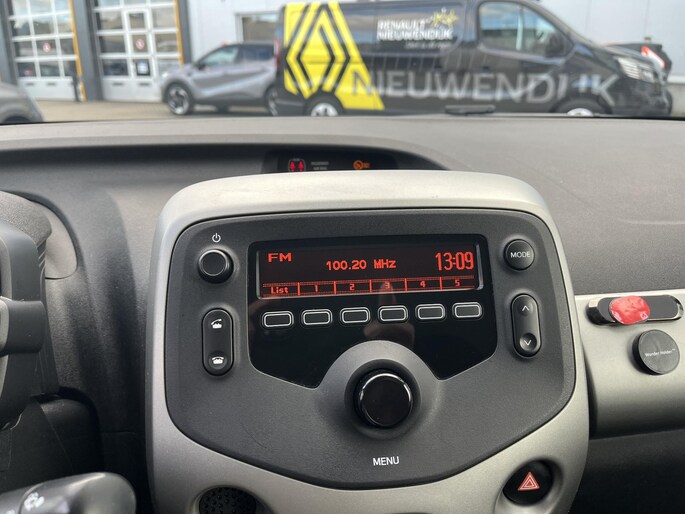 RENAULT
NIEUWENDIJK
NIEUWENDIJK
FM
100.20 MHz
13:09
List 1 2 3 4 5
MODE
MENU